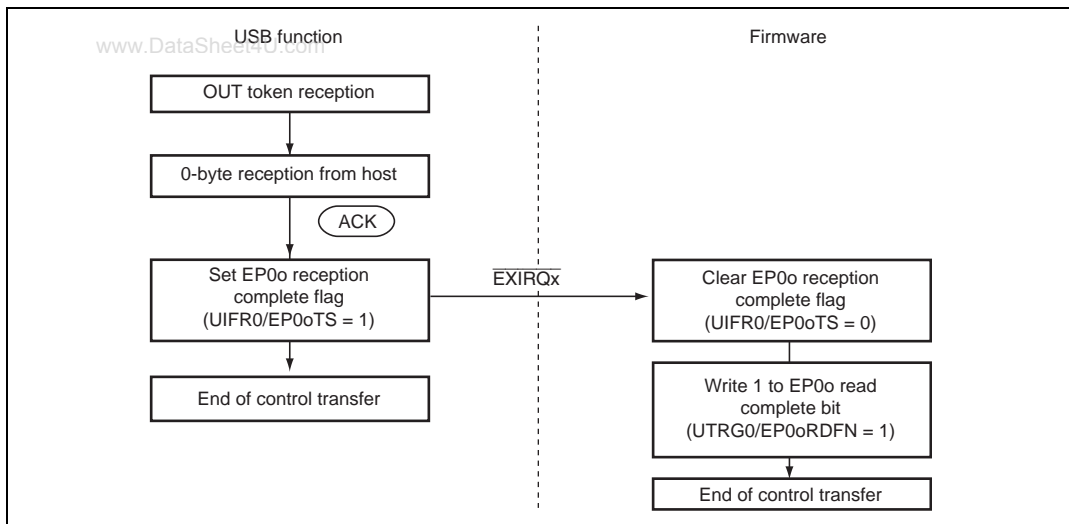 www.DataSheet4U.com
USB function
Firmware
OUT token reception
0-byte reception from host
ACK
Set EP0o reception
complete flag
(UIFR0/EP0oTS = 1)
EXIRQx
Clear EP0o reception
complete flag
(UIFR0/EP0oTS = 0)
End of control transfer
Write 1 to EP0o read
complete bit
(UTRG0/EP0oRDFN = 1)
End of control transfer